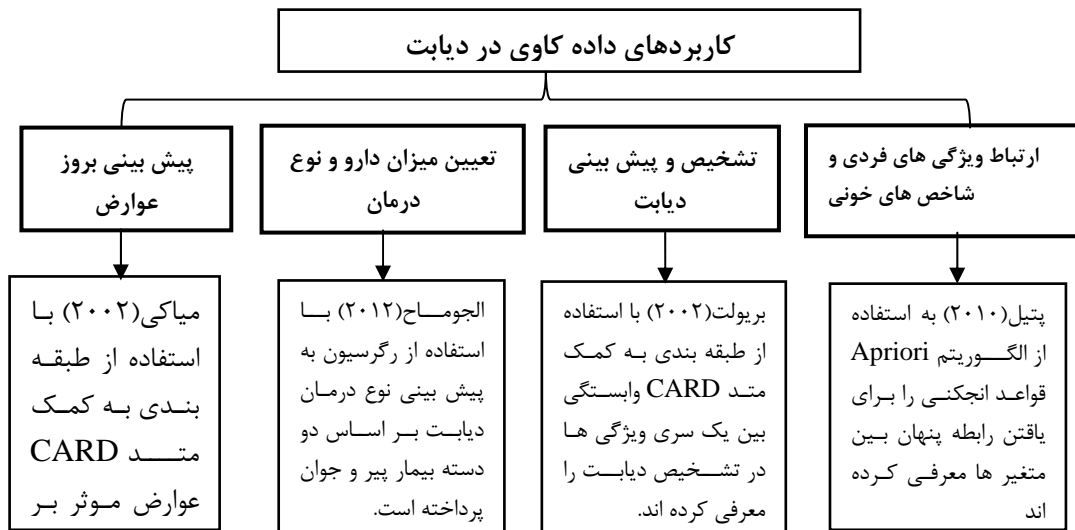 کاربردهای داده کاوی در دیابت
ارتباط ویژگی های فردی و
شاخص های خونی
تشخیص و پیش بینی
دیابت
تعیین میزان دارو و نوع
درمان
پیش بینی بروز
عوارض
پتیل(۲۰۱۰) به استفاده
از الگوریتم Apriori
قواعد انجکنی را برای
یاقتن رابطه پنهان بین
متغیر ها معرفی کرده
اند
بریولت(۲۰۰۲) با استفاده
از طبقه بندی به کمک
متد CARD وابستگی
بین یک سری ویژگی ها
در تشخیص دیابت را
معرفی کرده اند.
الجوماح(۲۰۱۲) با
استفاده از رگرسیون به
پیش بینی نوع درمان
دیابت بر اساس دو
دسته بیمار پیر و جوان
پرداخته است.
میاکی(۲۰۰۲) با
استفاده از طبقه
بندی به کمک
متد CARD
عوارض موثر بر